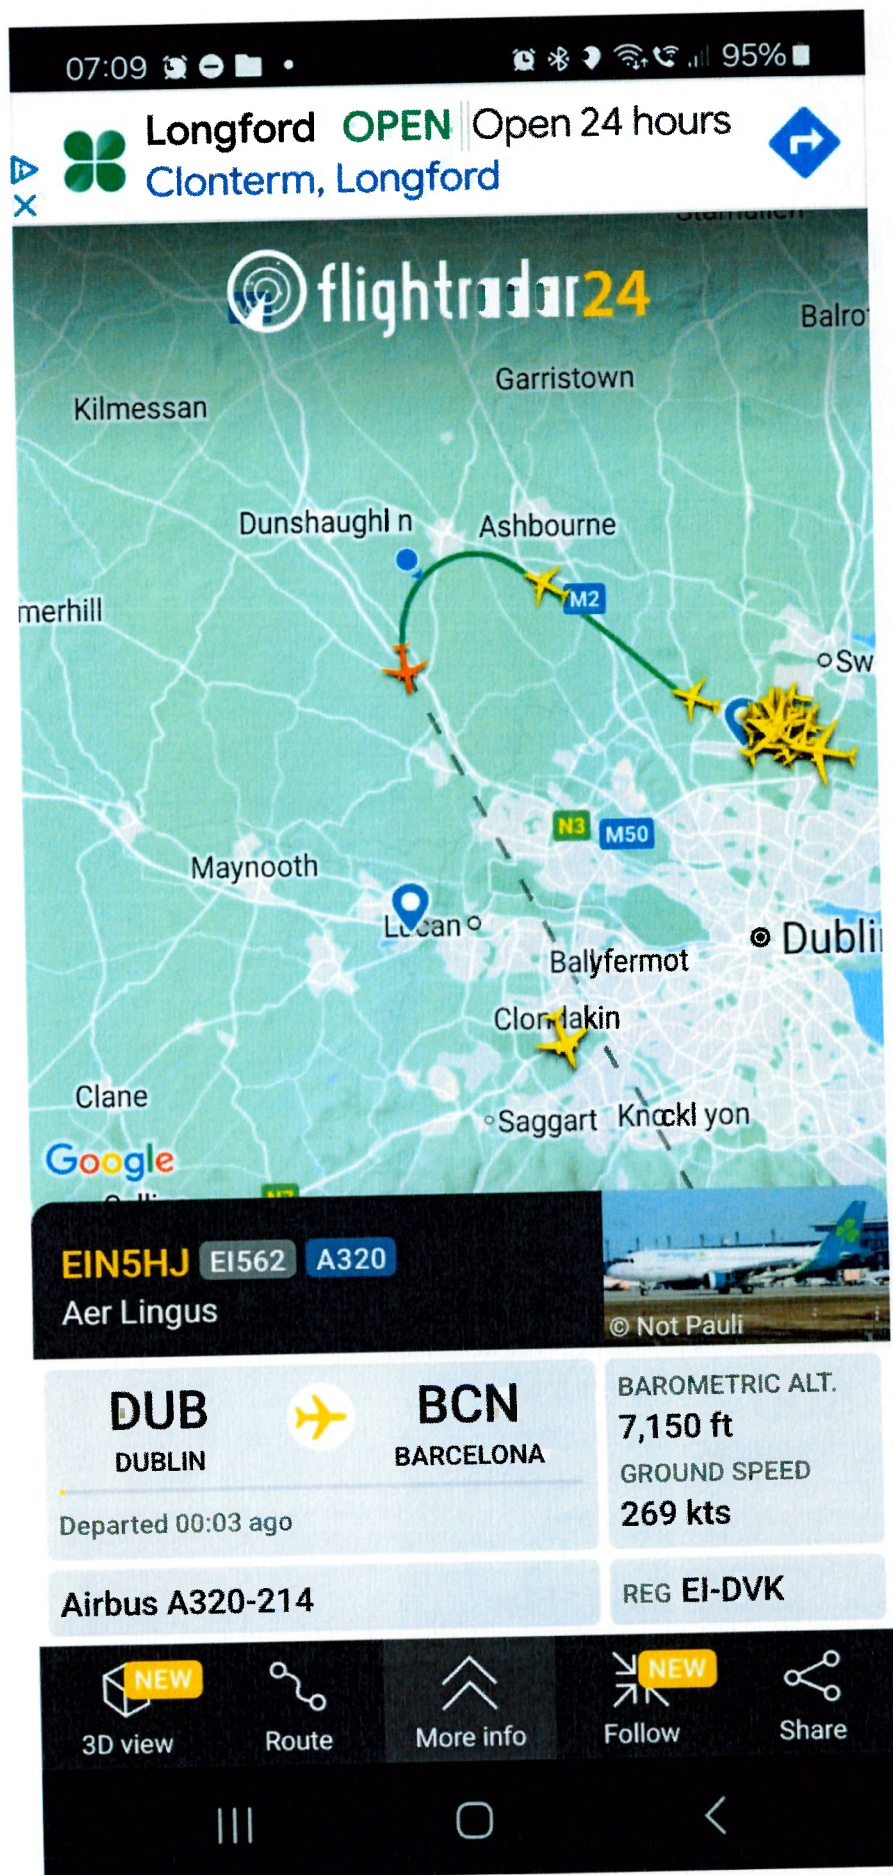 07:09 95%
Longford OPEN Open 24 hours
Clonterm, Longford
flightradar24
Balro
Garristown
Kilmessan
Dunshaughl n Ashbourne
M2
merhill
Sw
N3 M50
Maynooth
Lucan
Dubli
Ballyfermot
Clondakin
Clane
Saggart Knockl yon
Google
N7
EIN5HJ EI562 A320
Aer Lingus
© Not Pauli
DUB BCN
DUBLIN BARCELONA
Departed 00:03 ago
BAROMETRIC ALT.
7,150 ft
GROUND SPEED
269 kts
Airbus A320-214
REG EI-DVK
NEW NEW
3D view Route More info Follow Share